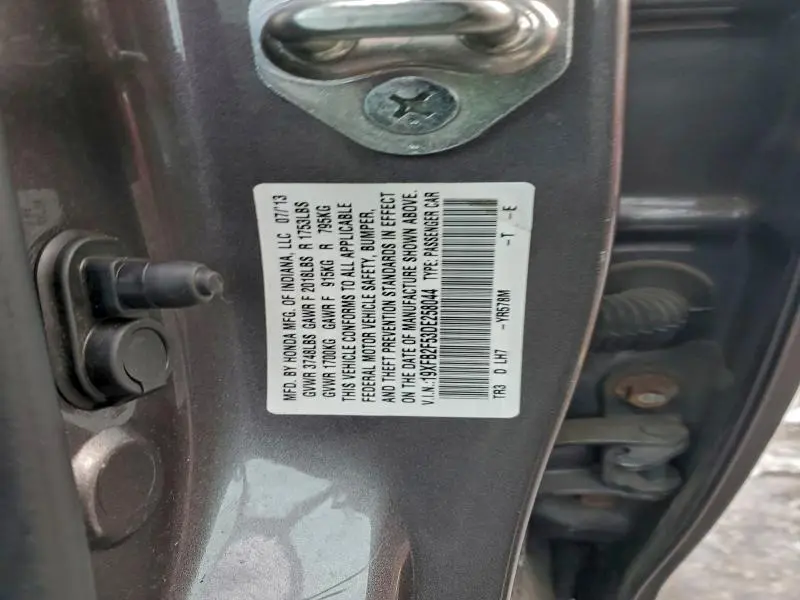 MFD. BY HONDA MFG. OF INDIANA, LLC 07/13
GVWR 3748LBS GAWR F 2018LBS R 1753LBS
GVWR 1700KG GAWR F 915KG R 795KG
THIS VEHICLE CONFORMS TO ALL APPLICABLE
FEDERAL MOTOR VEHICLE SAFETY, BUMPER,
AND THEFT PREVENTION STANDARDS IN EFFECT
ON THE DATE OF MANUFACTURE SHOWN ABOVE.
V.I.N.:19XFB2F53DE258044 TYPE: PASSENGER CAR
TR3 D LH7 -YR578M -T -E